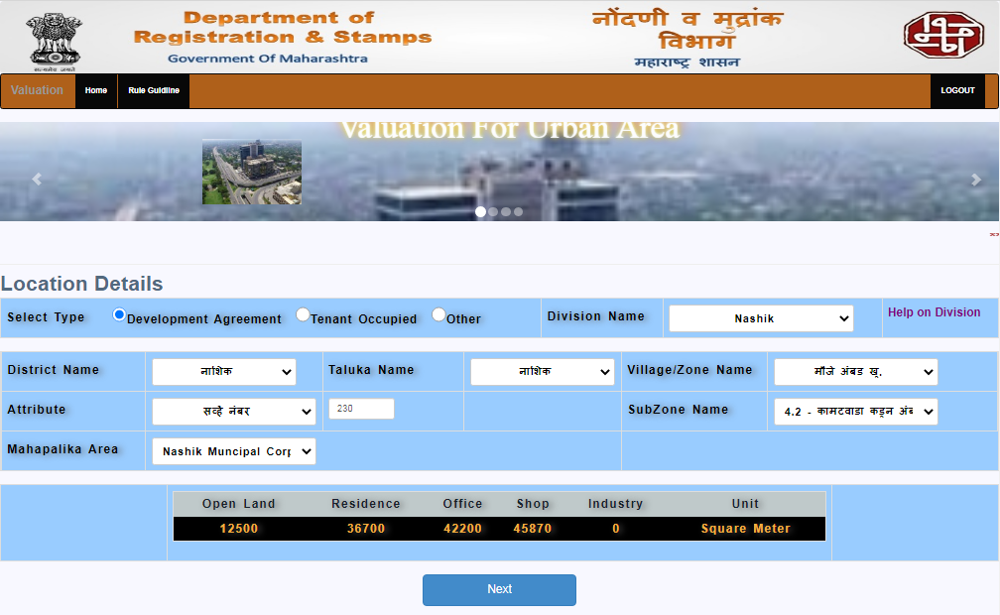 Department of
Registration & Stamps
Government Of Maharashtra
नोंदणी व मुद्रांक
विभाग
महाराष्ट्र शासन
सत्यमेव जयते
Valuation Home Rule Guidline LOGOUT
Valuation For Urban Area
Location Details
Select Type Development Agreement Tenant Occupied Other Division Name Nashik Help on Division
District Name नाशिक Taluka Name नाशिक Village/Zone Name मौजे अंबड खु.
Attribute सव्हे नंबर 230 SubZone Name 4.2 - कामटवाडा कडून अंब
Mahapalika Area Nashik Muncipal Corp
Open Land Residence Office Shop Industry Unit
12500 36700 42200 45870 0 Square Meter
Next